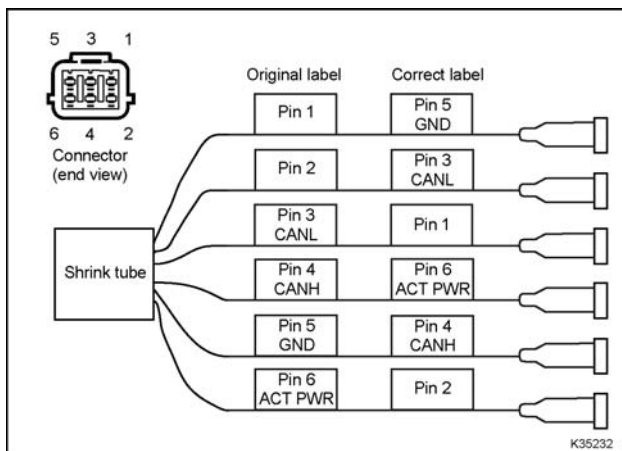 5 3 1
6 4 2
Connector
(end view)
Original label
Correct label
Pin 1
Pin 5
GND
Pin 2
Pin 3
CANL
Pin 3
CANL
Pin 1
Shrink tube
Pin 4
CANH
Pin 6
ACT PWR
Pin 5
GND
Pin 4
CANH
Pin 6
ACT PWR
Pin 2
K35232